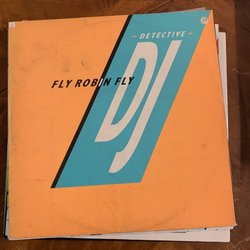 - DETECTIVE -
FLY ROBIN FLY
DJ